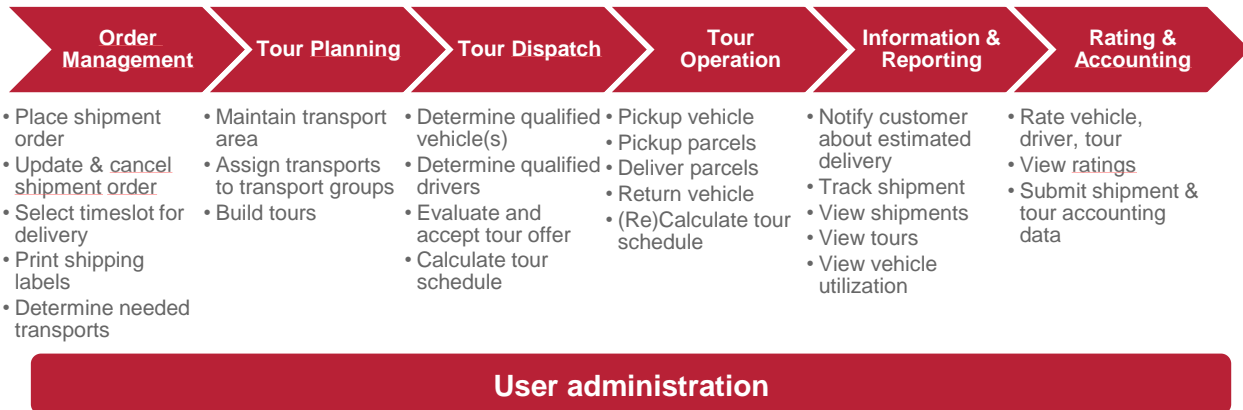 Order
Management
Tour Planning
Tour Dispatch
Tour
Operation
Information &
Reporting
Rating &
Accounting
• Place shipment
order
• Update & cancel
shipment order
• Select timeslot for
delivery
• Print shipping
labels
• Determine needed
transports
• Maintain transport
area
• Assign transports
to transport groups
• Build tours
• Determine qualified
vehicle(s)
• Determine qualified
drivers
• Evaluate and
accept tour offer
• Calculate tour
schedule
• Pickup vehicle
• Pickup parcels
• Deliver parcels
• Return vehicle
• (Re)Calculate tour
schedule
• Notify customer
about estimated
delivery
• Track shipment
• View shipments
• View tours
• View vehicle
utilization
• Rate vehicle,
driver, tour
• View ratings
• Submit shipment &
tour accounting
data
User administration